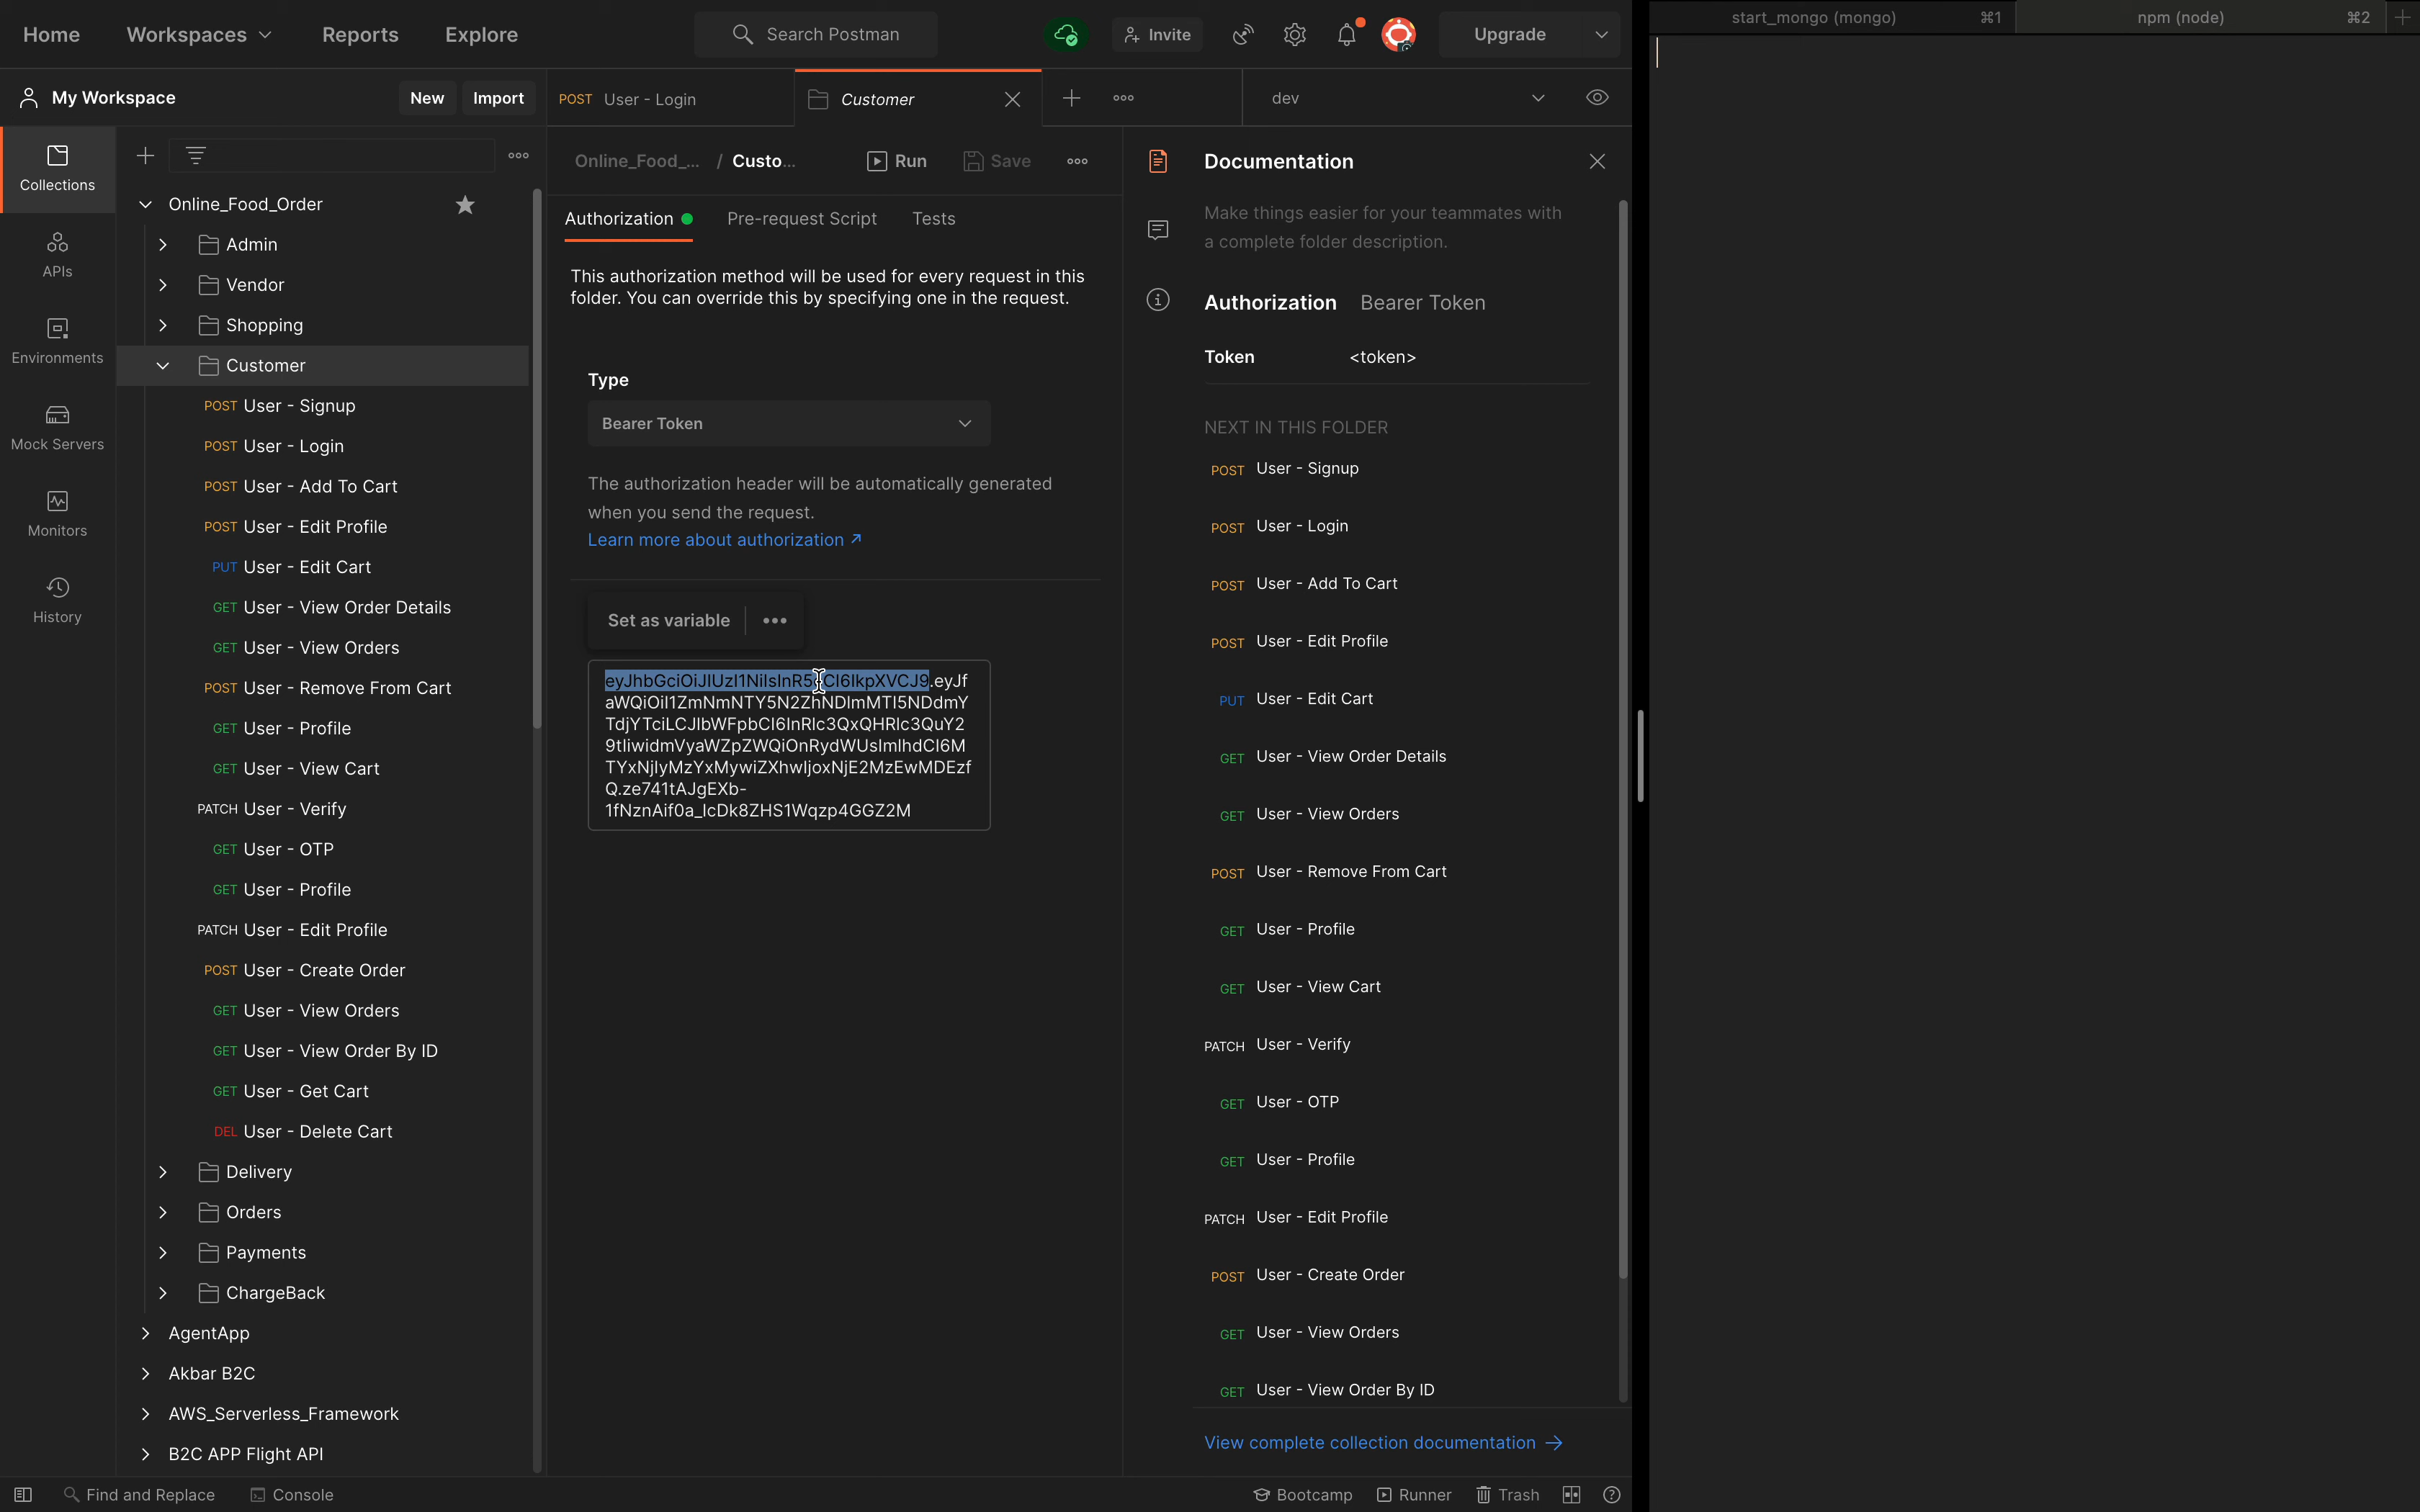 Home
Workspaces
Reports
Explore
Search Postman
Invite
Upgrade
start_mongo (mongo)
⌘1
npm (node)
⌘2
My Workspace
New
Import
POST User - Login
Customer
dev
Collections
APIs
Environments
Mock Servers
Monitors
History
Online_Food_Order
Admin
Vendor
Shopping
Customer
POST User - Signup
POST User - Login
POST User - Add To Cart
POST User - Edit Profile
PUT User - Edit Cart
GET User - View Order Details
GET User - View Orders
POST User - Remove From Cart
GET User - Profile
GET User - View Cart
PATCH User - Verify
GET User - OTP
GET User - Profile
PATCH User - Edit Profile
POST User - Create Order
GET User - View Orders
GET User - View Order By ID
GET User - Get Cart
DEL User - Delete Cart
Delivery
Orders
Payments
ChargeBack
AgentApp
Akbar B2C
AWS_Serverless_Framework
B2C APP Flight API
Online_Food_... / Custo...
Run
Save
Authorization
Pre-request Script
Tests
This authorization method will be used for every request in this
folder. You can override this by specifying one in the request.
Type
Bearer Token
The authorization header will be automatically generated
when you send the request.
Learn more about authorization ↗
Set as variable
Documentation
Make things easier for your teammates with
a complete folder description.
Authorization Bearer Token
Token <token>
NEXT IN THIS FOLDER
POST User - Signup
POST User - Login
POST User - Add To Cart
POST User - Edit Profile
PUT User - Edit Cart
GET User - View Order Details
GET User - View Orders
POST User - Remove From Cart
GET User - Profile
GET User - View Cart
PATCH User - Verify
GET User - OTP
GET User - Profile
PATCH User - Edit Profile
POST User - Create Order
GET User - View Orders
GET User - View Order By ID
View complete collection documentation →
Find and Replace
Console
Bootcamp
Runner
Trash